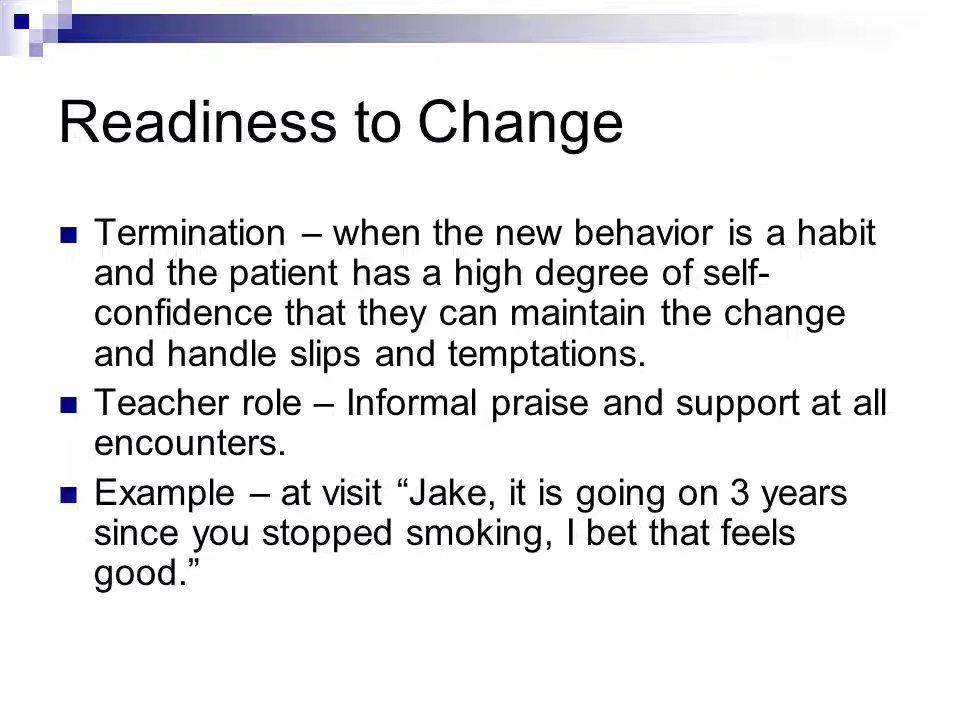 Readiness to Change
Termination – when the new behavior is a habit
and the patient has a high degree of self-
confidence that they can maintain the change
and handle slips and temptations.
Teacher role – Informal praise and support at all
encounters.
Example – at visit “Jake, it is going on 3 years
since you stopped smoking, I bet that feels
good.”